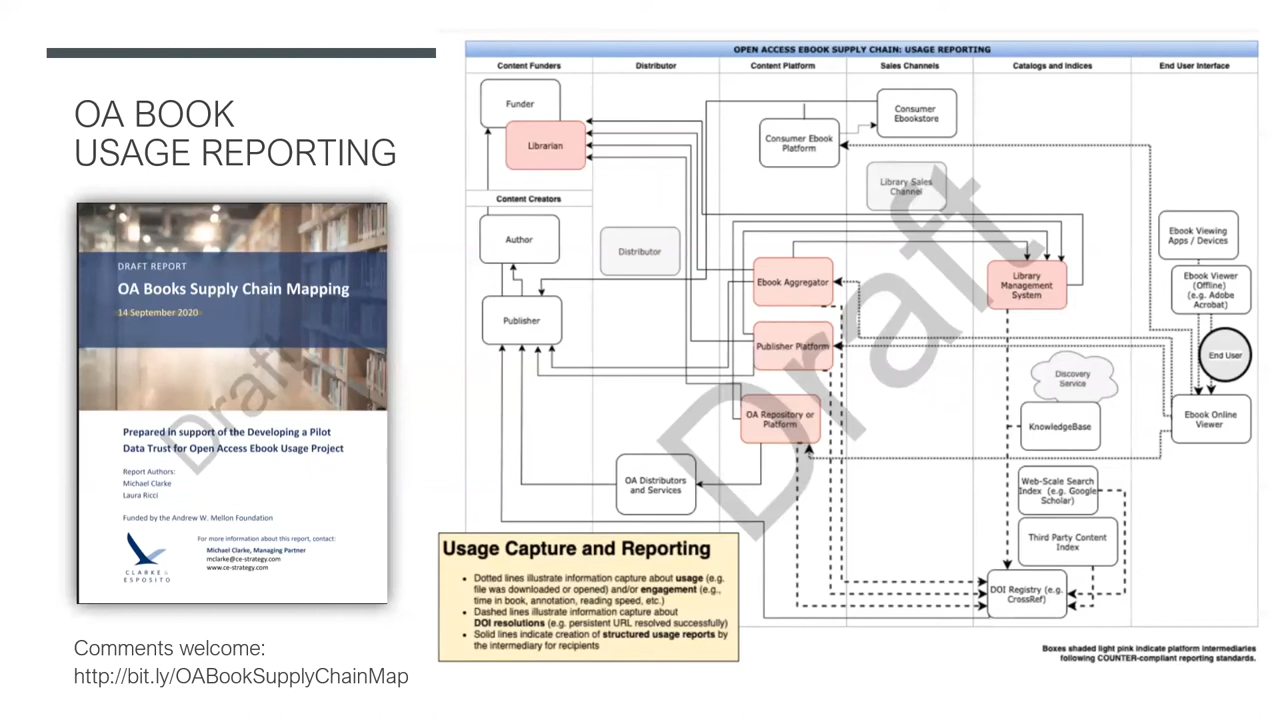 OA BOOK
USAGE REPORTING
DRAFT REPORT
OA Books Supply Chain Mapping
14 September 2020
Draft
Prepared in support of the Developing a Pilot
Data Trust for Open Access Ebook Usage Project
Report Authors:
Michael Clarke
Laura Ricci
Funded by the Andrew W. Mellon Foundation
CLARKE &
ESPOSITO
For more information about this report, contact:
Michael Clarke, Managing Partner
mclarke@ce-strategy.com
www.ce-strategy.com
Comments welcome:
http://bit.ly/OABookSupplyChainMap
OPEN ACCESS EBOOK SUPPLY CHAIN: USAGE REPORTING
Content Funders
Distributor
Content Platform
Sales Channels
Catalogs and Indices
End User Interface
Funder
Librarian
Content Creators
Author
Publisher
Distributor
OA Distributors
and Services
Consumer Ebook
Platform
Ebook Aggregator
Publisher Platform
OA Repository or
Platform
Consumer
Ebookstore
Library Sales
Channel
Library
Management
System
Discovery
Service
KnowledgeBase
Web-Scale Search
Index (e.g. Google
Scholar)
Third Party Content
Index
DOI Registry (e.g.
CrossRef)
Ebook Viewing
Apps / Devices
Ebook Viewer
(Offline)
(e.g. Adobe
Acrobat)
End User
Ebook Online
Viewer
Draft
Usage Capture and Reporting
• Dotted lines illustrate information capture about usage (e.g.
file was downloaded or opened) and/or engagement (e.g.,
time in book, annotation, reading speed, etc.)
• Dashed lines illustrate information capture about
DOI resolutions (e.g. persistent URL resolved successfully)
• Solid lines indicate creation of structured usage reports by
the intermediary for recipients
Boxes shaded light pink indicate platform intermediaries
following COUNTER-compliant reporting standards.